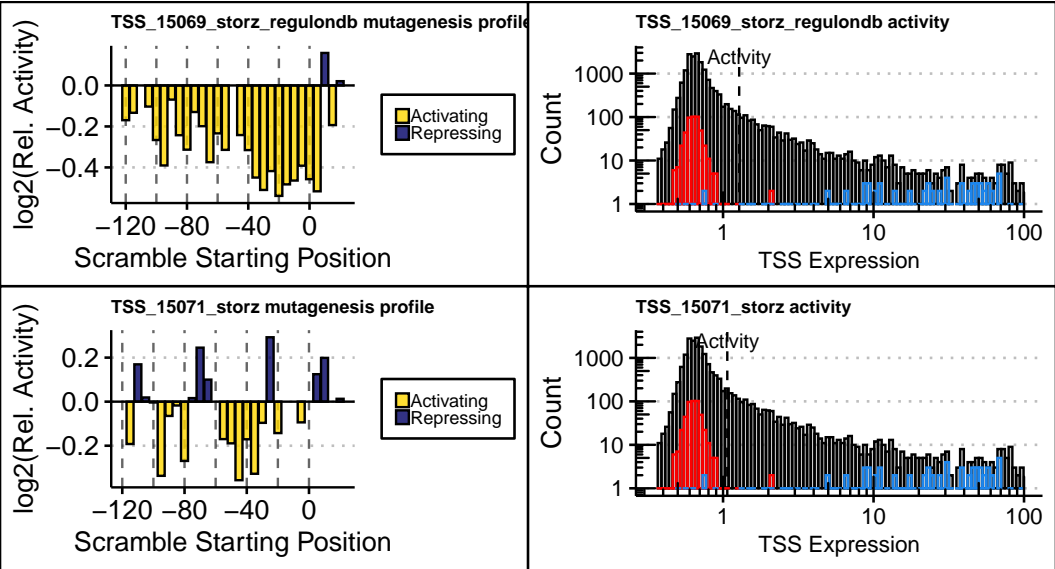 TSS_15069_storz_regulondb mutagenesis profile
log2(Rel. Activity)
0.0
−0.2
−0.4
−120
−80
−40
0
Scramble Starting Position
Activating
Repressing
TSS_15069_storz_regulondb activity
Activity
Count
1000
100
10
1
1
10
100
TSS Expression
TSS_15071_storz mutagenesis profile
log2(Rel. Activity)
0.2
0.0
−0.2
−120
−80
−40
0
Scramble Starting Position
Activating
Repressing
TSS_15071_storz activity
Activity
Count
1000
100
10
1
1
10
100
TSS Expression